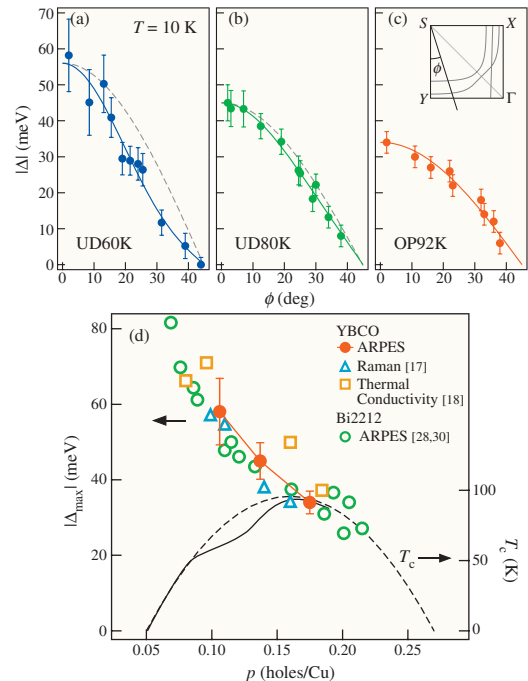 (a)
T = 10 K
(b)
(c)
S
X
ϕ
Y
Γ
70
60
50
40
30
20
10
0
|Δ| (meV)
UD60K
UD80K
OP92K
0 10 20 30 40
0 10 20 30 40
0 10 20 30 40
ϕ (deg)
(d)
YBCO
ARPES
Raman [17]
Thermal
Conductivity [18]
Bi2212
ARPES [28,30]
80
60
40
20
0
|Δmax| (meV)
100
50
0
Tc (K)
Tc
0.05 0.10 0.15 0.20 0.25
p (holes/Cu)